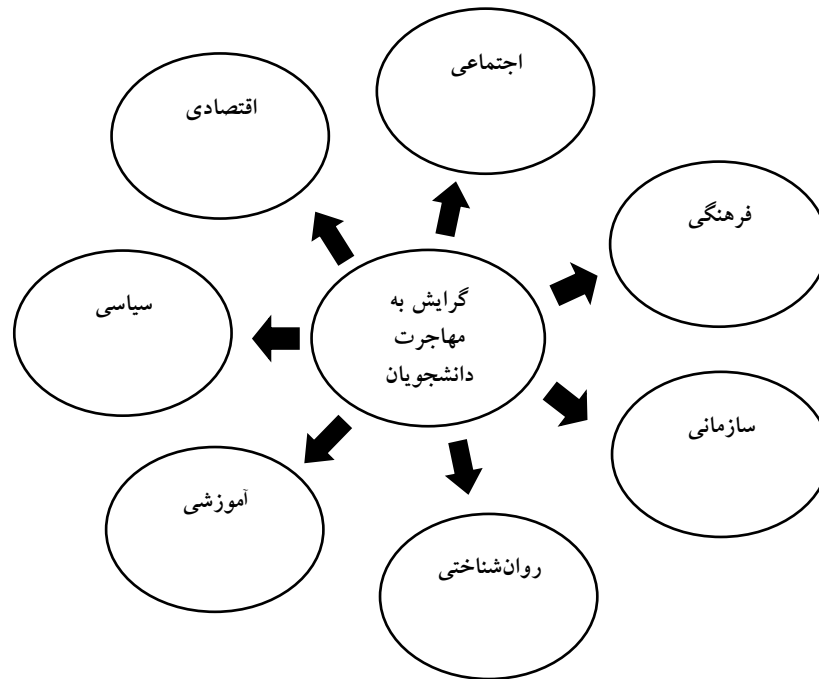 اجتماعی
اقتصادی
فرهنگی
گرایش به
مهاجرت
دانشجویان
سیاسی
سازمانی
آموزشی
روان‌شناختی